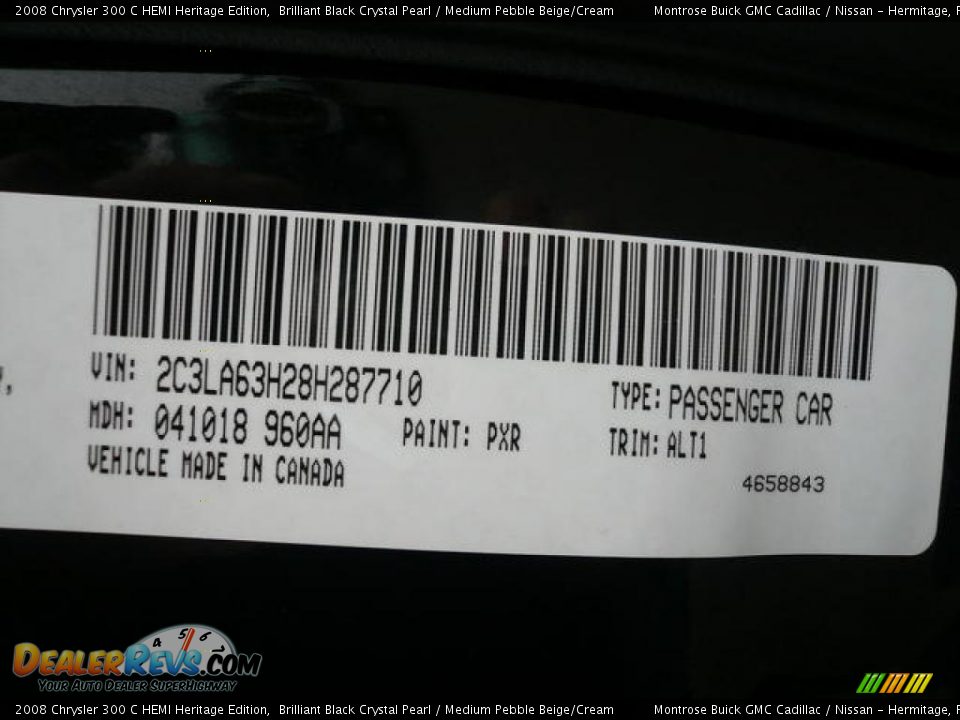 2008 Chrysler 300 C HEMI Heritage Edition, Brilliant Black Crystal Pearl / Medium Pebble Beige/Cream Montrose Buick GMC Cadillac / Nissan - Hermitage,
VIN: 2C3LA63H28H287710
TYPE: PASSENGER CAR
MDH: 041018 960AA PAINT: PXR
TRIM: ALT1
VEHICLE MADE IN CANADA
4658843
4 5 6
DEALERREVS.COM
YOUR AUTO DEALER SUPERHIGHWAY
2008 Chrysler 300 C HEMI Heritage Edition, Brilliant Black Crystal Pearl / Medium Pebble Beige/Cream Montrose Buick GMC Cadillac / Nissan - Hermitage,